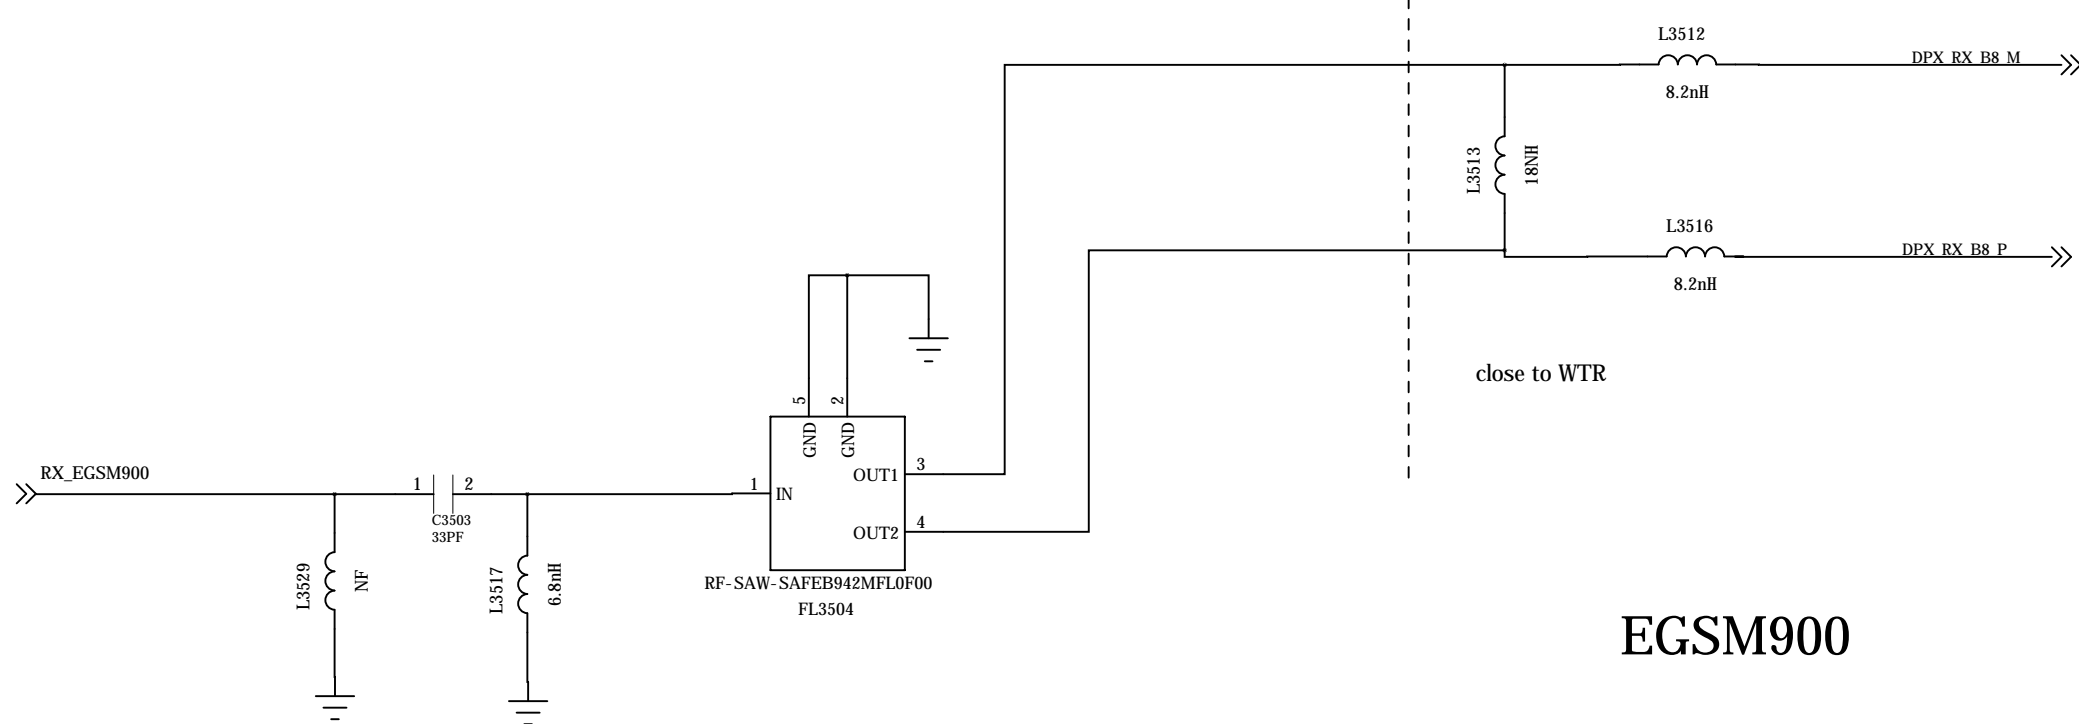 L3512
DPX_RX_B8_M
8.2nH
L3513
18NH
L3516
DPX_RX_B8_P
8.2nH
close to WTR
5
2
GND
GND
RX_EGSM900
1
2
C3503
33PF
1
IN
OUT1
3
OUT2
4
L3529
NF
L3517
6.8nH
RF-SAW-SAFEB942MFL0F00
FL3504
EGSM900